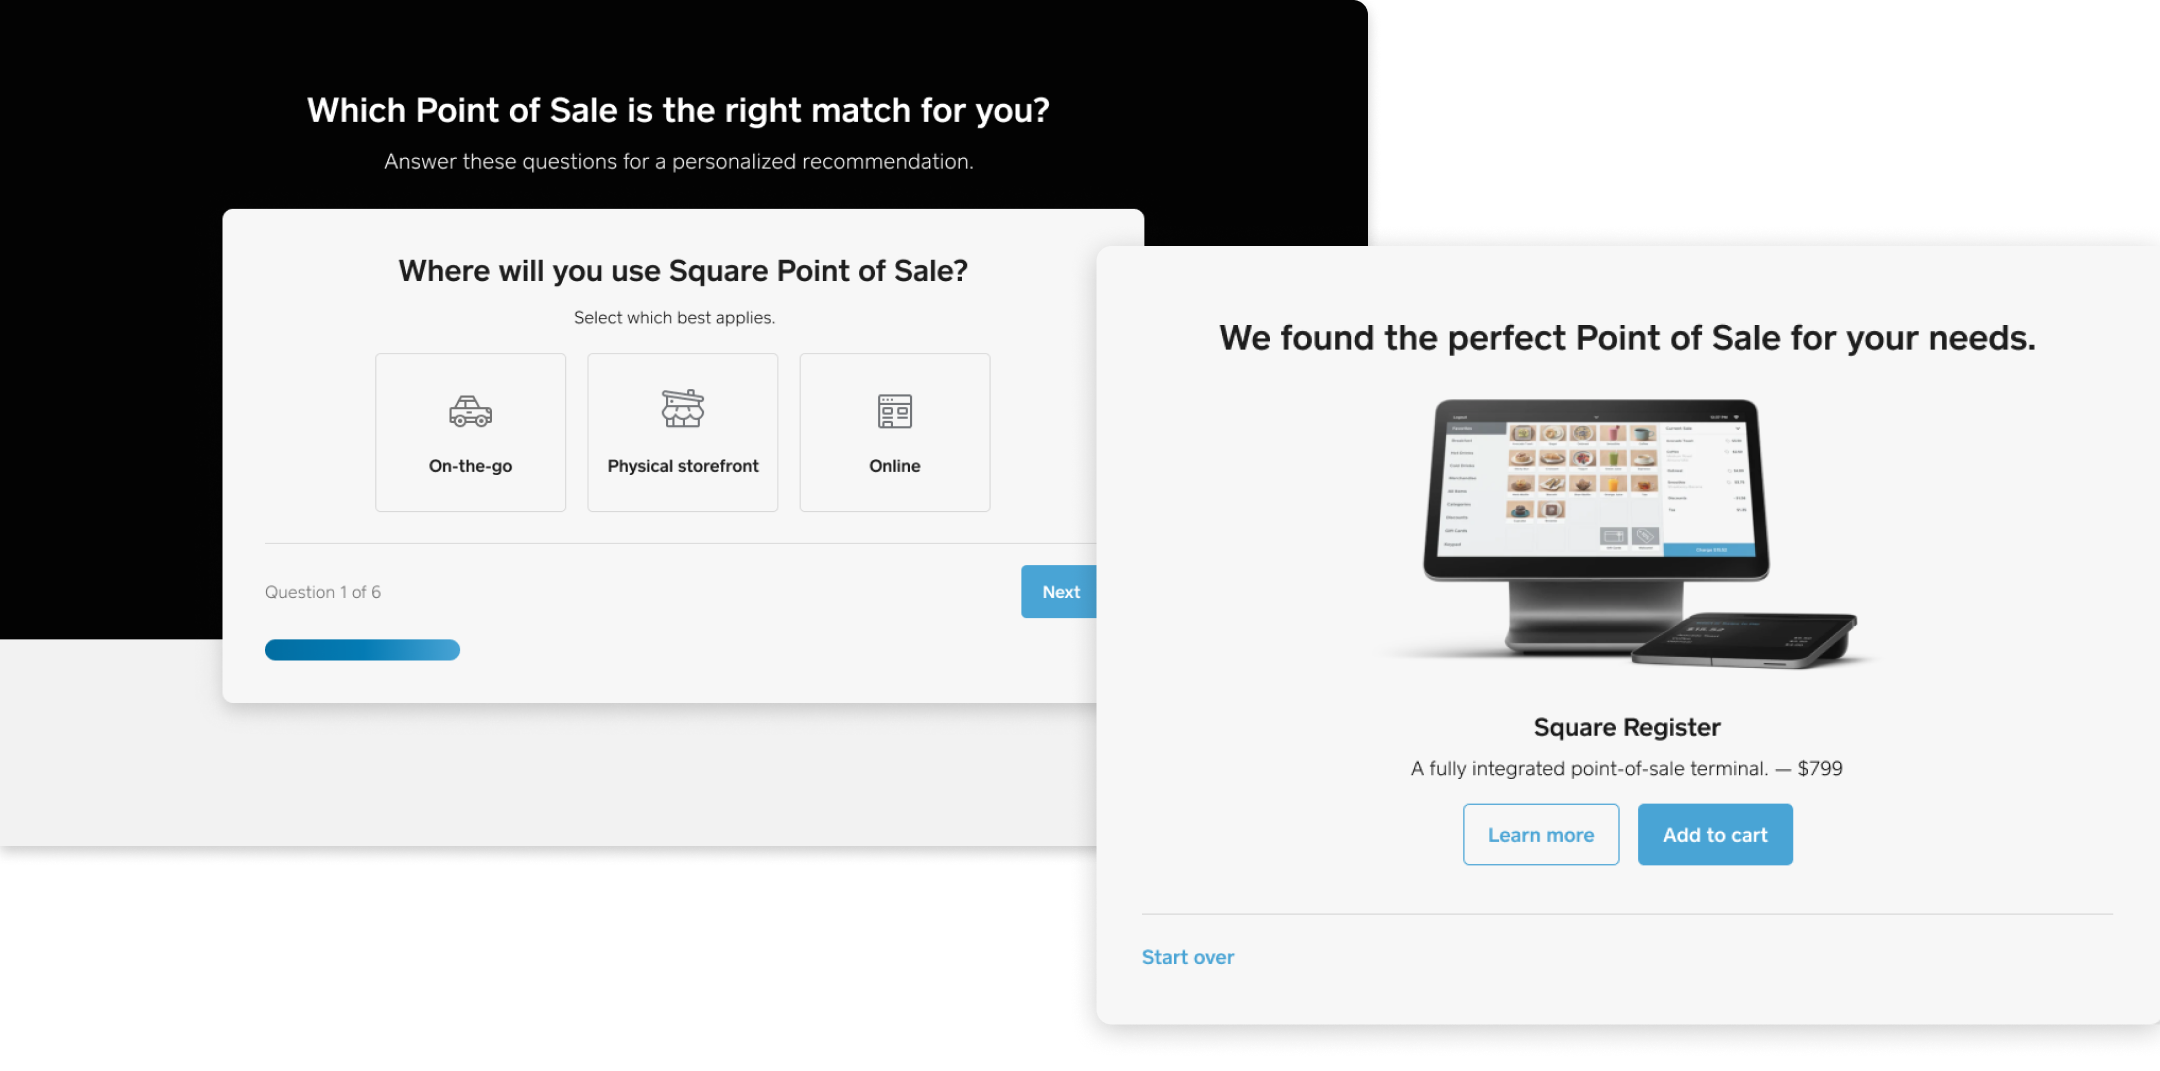 Which Point of Sale is the right match for you?
Answer these questions for a personalized recommendation.
Where will you use Square Point of Sale?
Select which best applies.
On-the-go
Physical storefront
Online
Question 1 of 6
Next
We found the perfect Point of Sale for your needs.
Square Register
A fully integrated point-of-sale terminal. — $799
Learn more
Add to cart
Start over